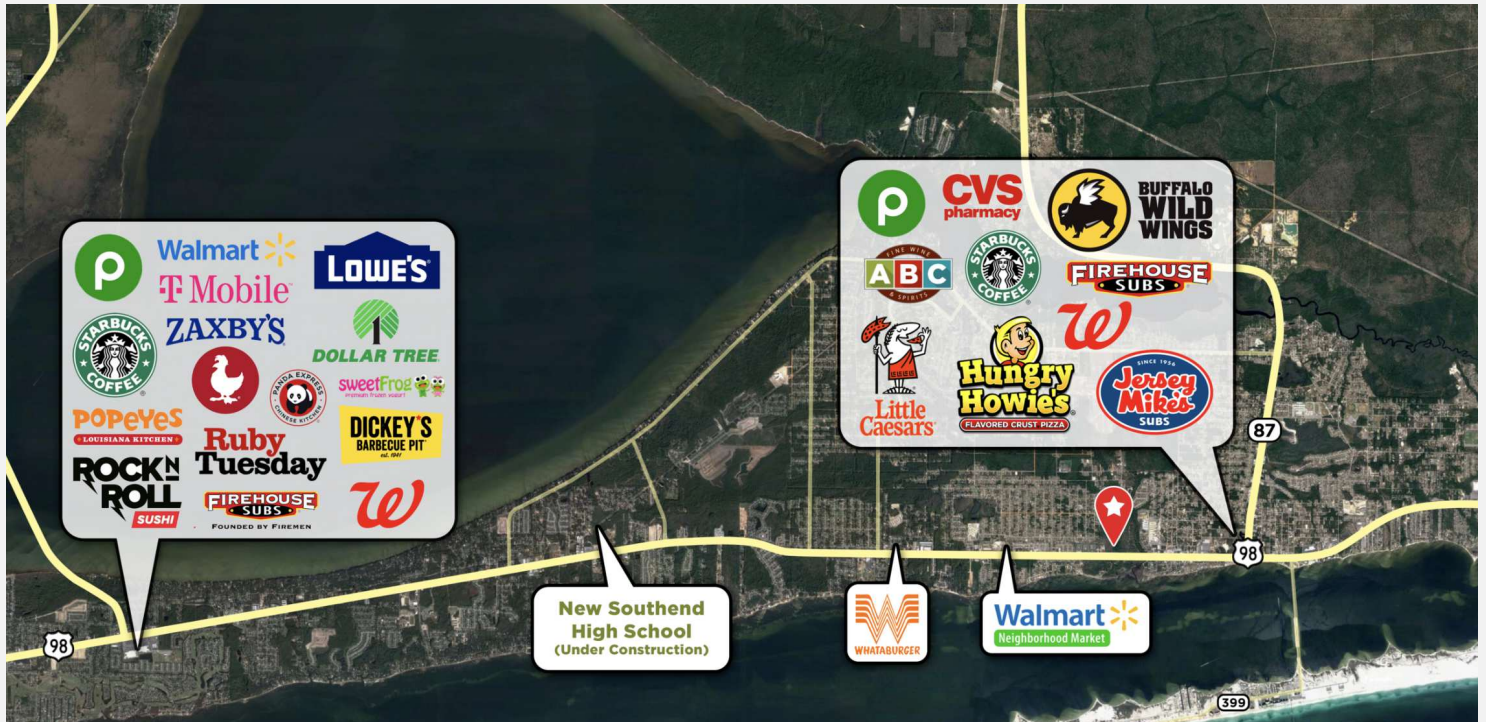 Walmart
LOWE'S
T Mobile
STARBUCKS
COFFEE
ZAXBY'S
DOLLAR TREE
PANDA EXPRESS
CHINESE KITCHEN
sweetFrog
premium frozen yogurt
POPEYES
LOUISIANA KITCHEN
Ruby
Tuesday
DICKEY'S
BARBECUE PIT
est. 1941
ROCK N
ROLL
SUSHI
FIREHOUSE
SUBS
FOUNDED BY FIREMEN
W
P
P
CVS
pharmacy
BUFFALO
WILD
WINGS
FINE WINE
ABC
& SPIRITS
STARBUCKS
COFFEE
FIREHOUSE
SUBS
W
Little
Caesars
Hungry
Howie's
FLAVORED CRUST PIZZA
SINCE 1956
Jersey
Mike's
SUBS
87
98
98
New Southend
High School
(Under Construction)
WHATABURGER
Walmart
Neighborhood Market
399